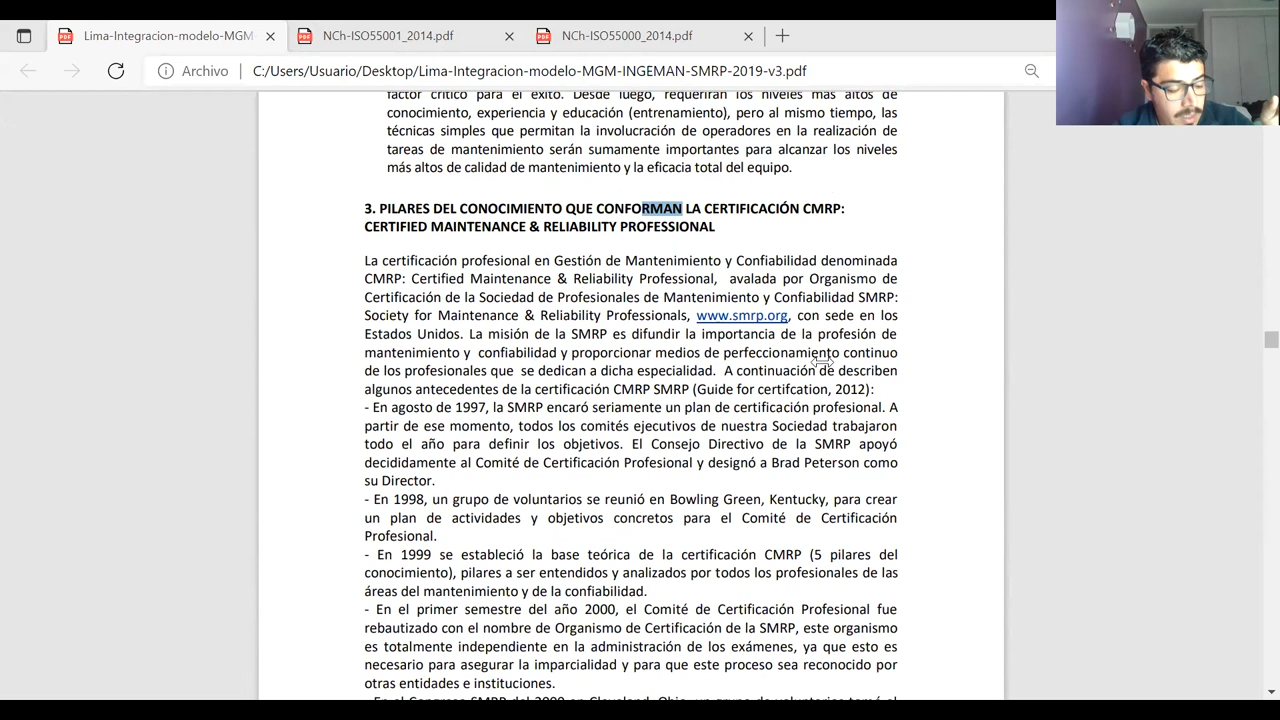 Lima-Integracion-modelo-MGM-
NCh-ISO55001_2014.pdf
NCh-ISO55000_2014.pdf
Archivo
C:/Users/Usuario/Desktop/Lima-Integracion-modelo-MGM-INGEMAN-SMRP-2019-v3.pdf
factor crítico para el éxito. Desde luego, requerirán los niveles más altos de
conocimiento, experiencia y educación (entrenamiento), pero al mismo tiempo, las
técnicas simples que permitan la involucración de operadores en la realización de
tareas de mantenimiento serán sumamente importantes para alcanzar los niveles
más altos de calidad de mantenimiento y la eficacia total del equipo.
3. PILARES DEL CONOCIMIENTO QUE CONFORMAN LA CERTIFICACIÓN CMRP:
CERTIFIED MAINTENANCE & RELIABILITY PROFESSIONAL
La certificación profesional en Gestión de Mantenimiento y Confiabilidad denominada
CMRP: Certified Maintenance & Reliability Professional, avalada por Organismo de
Certificación de la Sociedad de Profesionales de Mantenimiento y Confiabilidad SMRP:
Society for Maintenance & Reliability Professionals, www.smrp.org, con sede en los
Estados Unidos. La misión de la SMRP es difundir la importancia de la profesión de
mantenimiento y confiabilidad y proporcionar medios de perfeccionamiento continuo
de los profesionales que se dedican a dicha especialidad. A continuación de describen
algunos antecedentes de la certificación CMRP SMRP (Guide for certifcation, 2012):
- En agosto de 1997, la SMRP encaró seriamente un plan de certificación profesional. A
partir de ese momento, todos los comités ejecutivos de nuestra Sociedad trabajaron
todo el año para definir los objetivos. El Consejo Directivo de la SMRP apoyó
decididamente al Comité de Certificación Profesional y designó a Brad Peterson como
su Director.
- En 1998, un grupo de voluntarios se reunió en Bowling Green, Kentucky, para crear
un plan de actividades y objetivos concretos para el Comité de Certificación
Profesional.
- En 1999 se estableció la base teórica de la certificación CMRP (5 pilares del
conocimiento), pilares a ser entendidos y analizados por todos los profesionales de las
áreas del mantenimiento y de la confiabilidad.
- En el primer semestre del año 2000, el Comité de Certificación Profesional fue
rebautizado con el nombre de Organismo de Certificación de la SMRP, este organismo
es totalmente independiente en la administración de los exámenes, ya que esto es
necesario para asegurar la imparcialidad y para que este proceso sea reconocido por
otras entidades e instituciones.